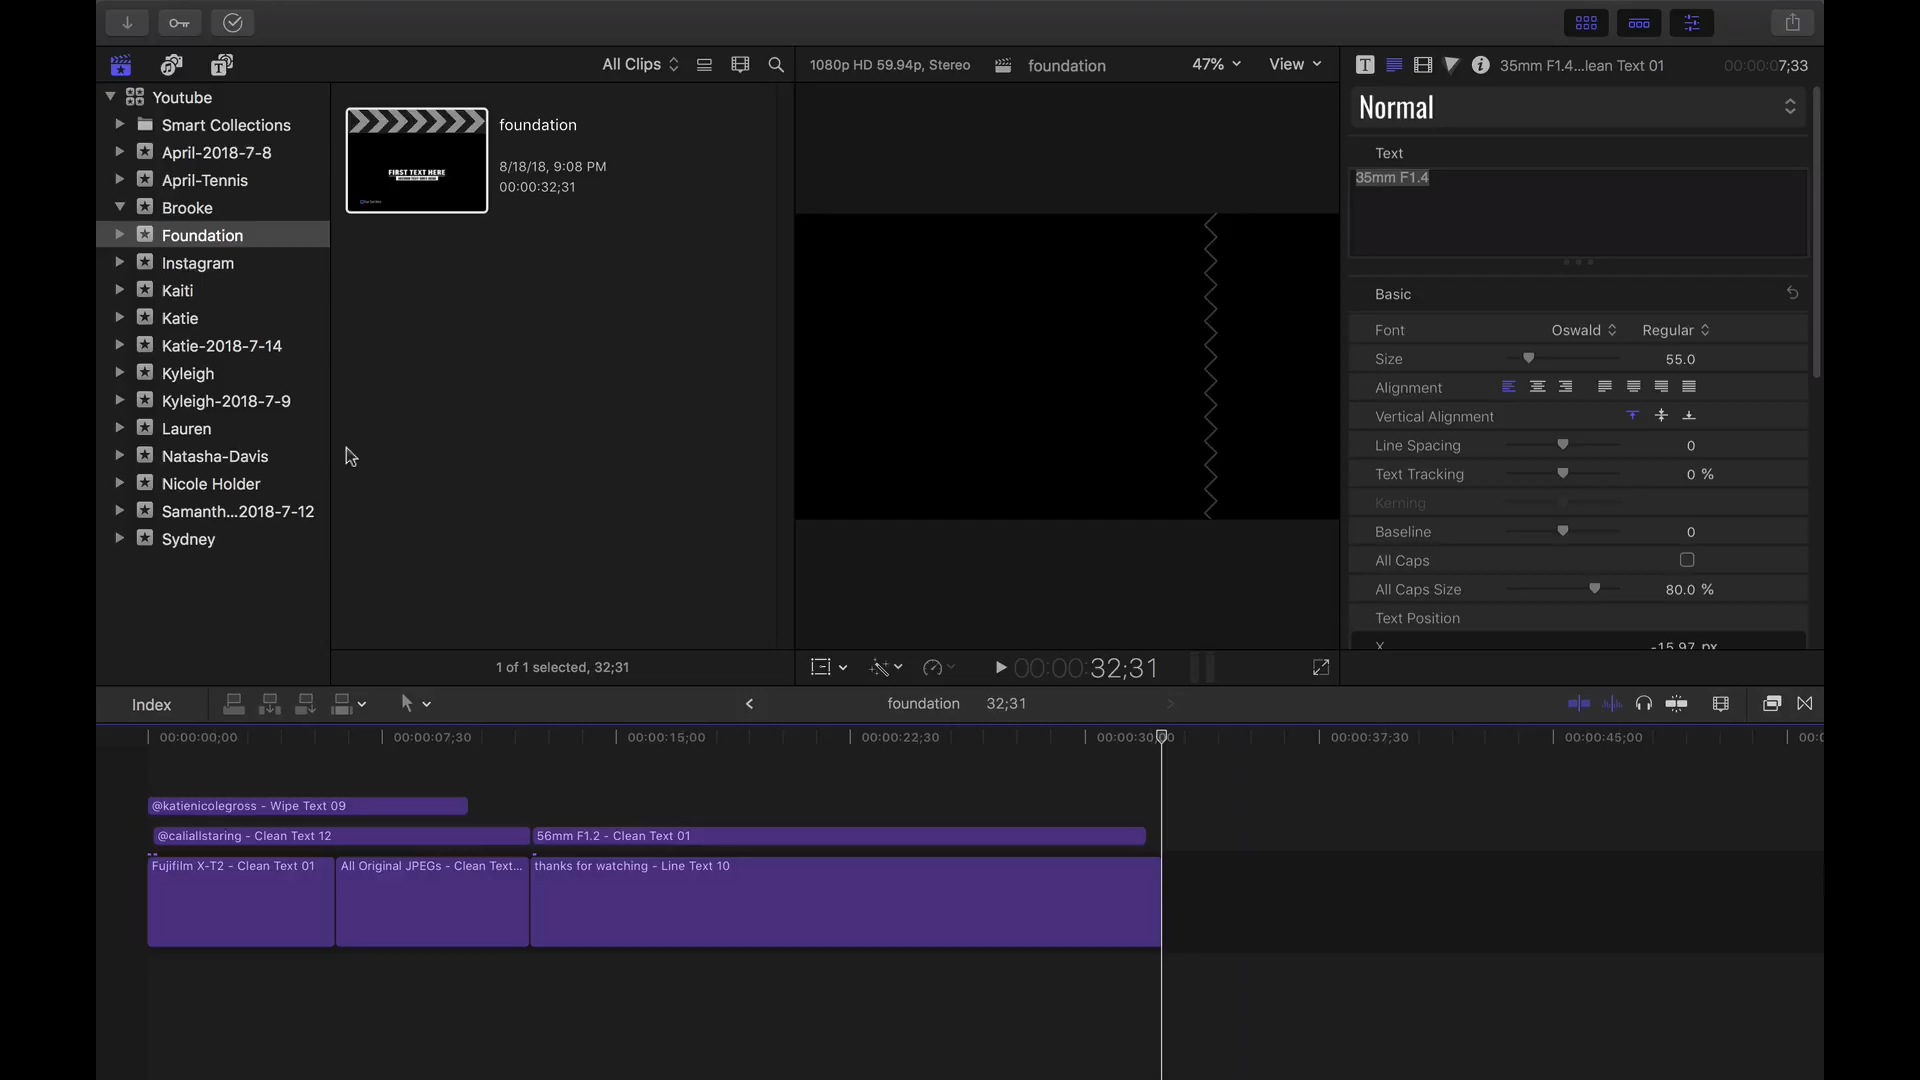 All Clips
1080p HD 59.94p, Stereo
foundation
47%
View
35mm F1.4...lean Text 01
00:00:07;33
Youtube
Smart Collections
April-2018-7-8
April-Tennis
Brooke
Foundation
Instagram
Kaiti
Katie
Katie-2018-7-14
Kyleigh
Kyleigh-2018-7-9
Lauren
Natasha-Davis
Nicole Holder
Samanth...2018-7-12
Sydney
FIRST TEXT HERE
foundation
8/18/18, 9:08 PM
00:00:32;31
1 of 1 selected, 32;31
00:00:32;31
Normal
Text
35mm F1.4
Basic
Font Oswald Regular
Size 55.0
Alignment
Vertical Alignment
Line Spacing 0
Text Tracking 0 %
Kerning
Baseline 0
All Caps
All Caps Size 80.0 %
Text Position
X -15.97 px
Index
foundation 32;31
00:00:00;00
00:00:07;30
00:00:15;00
00:00:22;30
00:00:30;00
00:00:37;30
00:00:45;00
@katienicolegross - Wipe Text 09
@caliallstaring - Clean Text 12
56mm F1.2 - Clean Text 01
Fujifilm X-T2 - Clean Text 01
All Original JPEGs - Clean Text...
thanks for watching - Line Text 10